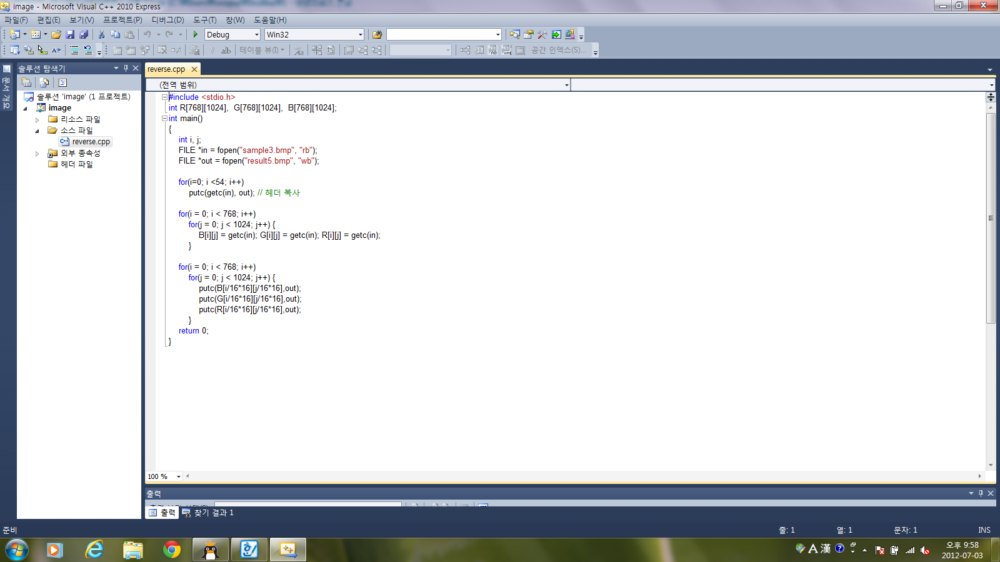 image - Microsoft Visual C++ 2010 Express
파일(F) 편집(E) 보기(V) 프로젝트(P) 디버그(D) 도구(T) 창(W) 도움말(H)
Debug Win32
테이블 뷰(I) 공간 인덱스(S)...
문서 개요
솔루션 탐색기
솔루션 'image' (1 프로젝트)
image
리소스 파일
소스 파일
reverse.cpp
외부 종속성
헤더 파일
reverse.cpp
(전역 범위)
#include <stdio.h>
int R[768][1024], G[768][1024], B[768][1024];
int main()
{
int i, j;
FILE *in = fopen("sample3.bmp", "rb");
FILE *out = fopen("result5.bmp", "wb");
for(i=0; i <54; i++)
putc(getc(in), out); // 헤더 복사
for(i = 0; i < 768; i++)
for(j = 0; j < 1024; j++) {
B[i][j] = getc(in); G[i][j] = getc(in); R[i][j] = getc(in);
}
for(i = 0; i < 768; i++)
for(j = 0; j < 1024; j++) {
putc(B[i/16*16][j/16*16],out);
putc(G[i/16*16][j/16*16],out);
putc(R[i/16*16][j/16*16],out);
}
return 0;
}
100 %
출력
출력 찾기 결과 1
준비 줄: 1 열: 1 문자: 1 INS
A 漢
오후 9:58
2012-07-03